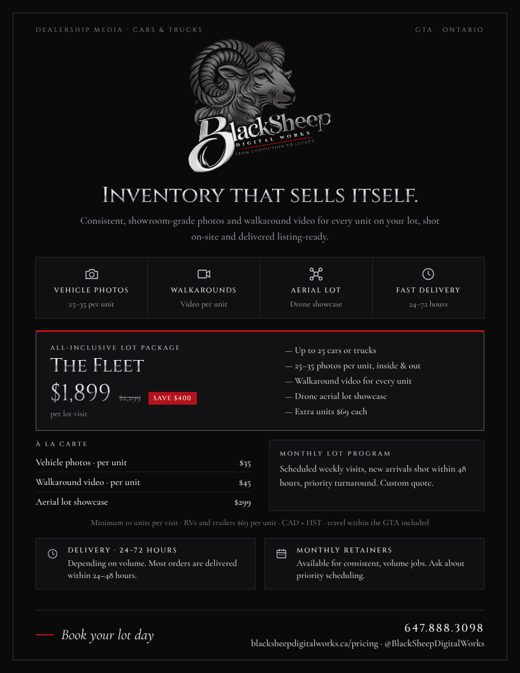 DEALERSHIP MEDIA · CARS & TRUCKS
GTA · ONTARIO
BlackSheep
DIGITAL WORKS
FROM CONVICTION TO LEGACY
INVENTORY THAT SELLS ITSELF.
Consistent, showroom-grade photos and walkaround video for every unit on your lot, shot
on-site and delivered listing-ready.
VEHICLE PHOTOS
25–35 per unit
WALKAROUNDS
Video per unit
AERIAL LOT
Drone showcase
FAST DELIVERY
24–72 hours
ALL-INCLUSIVE LOT PACKAGE
THE FLEET
$1,899 $2,299 SAVE $400
per lot visit
— Up to 25 cars or trucks
— 25–35 photos per unit, inside & out
— Walkaround video for every unit
— Drone aerial lot showcase
— Extra units $69 each
À LA CARTE
Vehicle photos · per unit $35
Walkaround video · per unit $45
Aerial lot showcase $299
MONTHLY LOT PROGRAM
Scheduled weekly visits, new arrivals shot within 48
hours, priority turnaround. Custom quote.
Minimum 10 units per visit · RVs and trailers $69 per unit · CAD + HST · travel within the GTA included
DELIVERY · 24–72 HOURS
Depending on volume. Most orders are delivered
within 24–48 hours.
MONTHLY RETAINERS
Available for consistent, volume jobs. Ask about
priority scheduling.
Book your lot day
647.888.3098
blacksheepdigitalworks.ca/pricing · @BlackSheepDigitalWorks